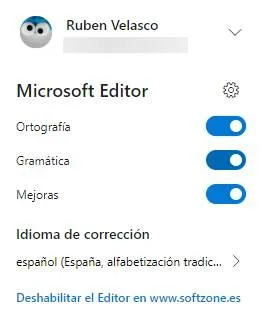 Ruben Velasco
Microsoft Editor
Ortografía
Gramática
Mejoras
Idioma de corrección
español (España, alfabetización tradic...
Deshabilitar el Editor en www.softzone.es